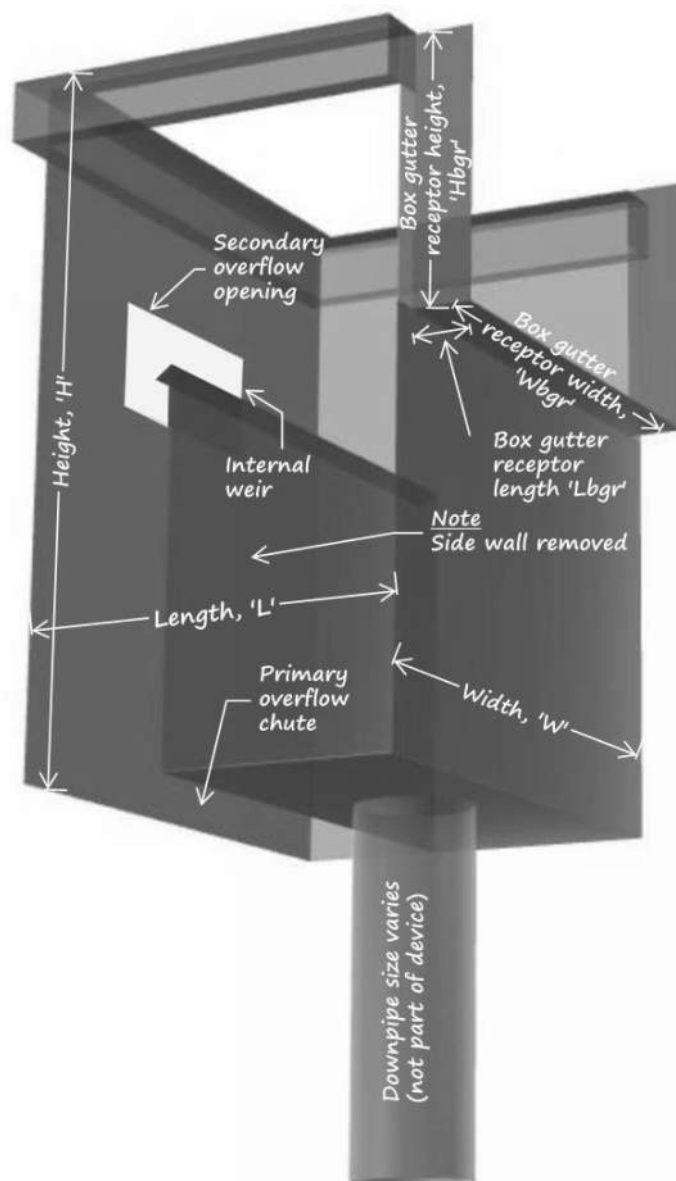 Box gutter
receptor height,
'Hbgr'
Secondary
overflow
opening
Box gutter
receptor width,
'Wbgr'
Height, 'H'
Internal
weir
Box gutter
receptor
length 'Lbgr'
Note
Side wall removed
Length, 'L'
Primary
overflow
chute
Width, 'W'
Downpipe size varies
(not part of device)